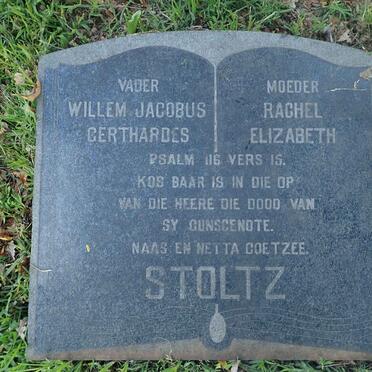 VADER
WILLEM JACOBUS
GERTHARDES
MOEDER
RACHEL
ELIZABETH
PSALM 116 VERS 15.
KOS BAAR IS IN DIE OP
VAN DIE HEERE DIE DOOD VAN
SY GUNSGENOTE.
NAAS EN NETTA COETZEE.
STOLTZ